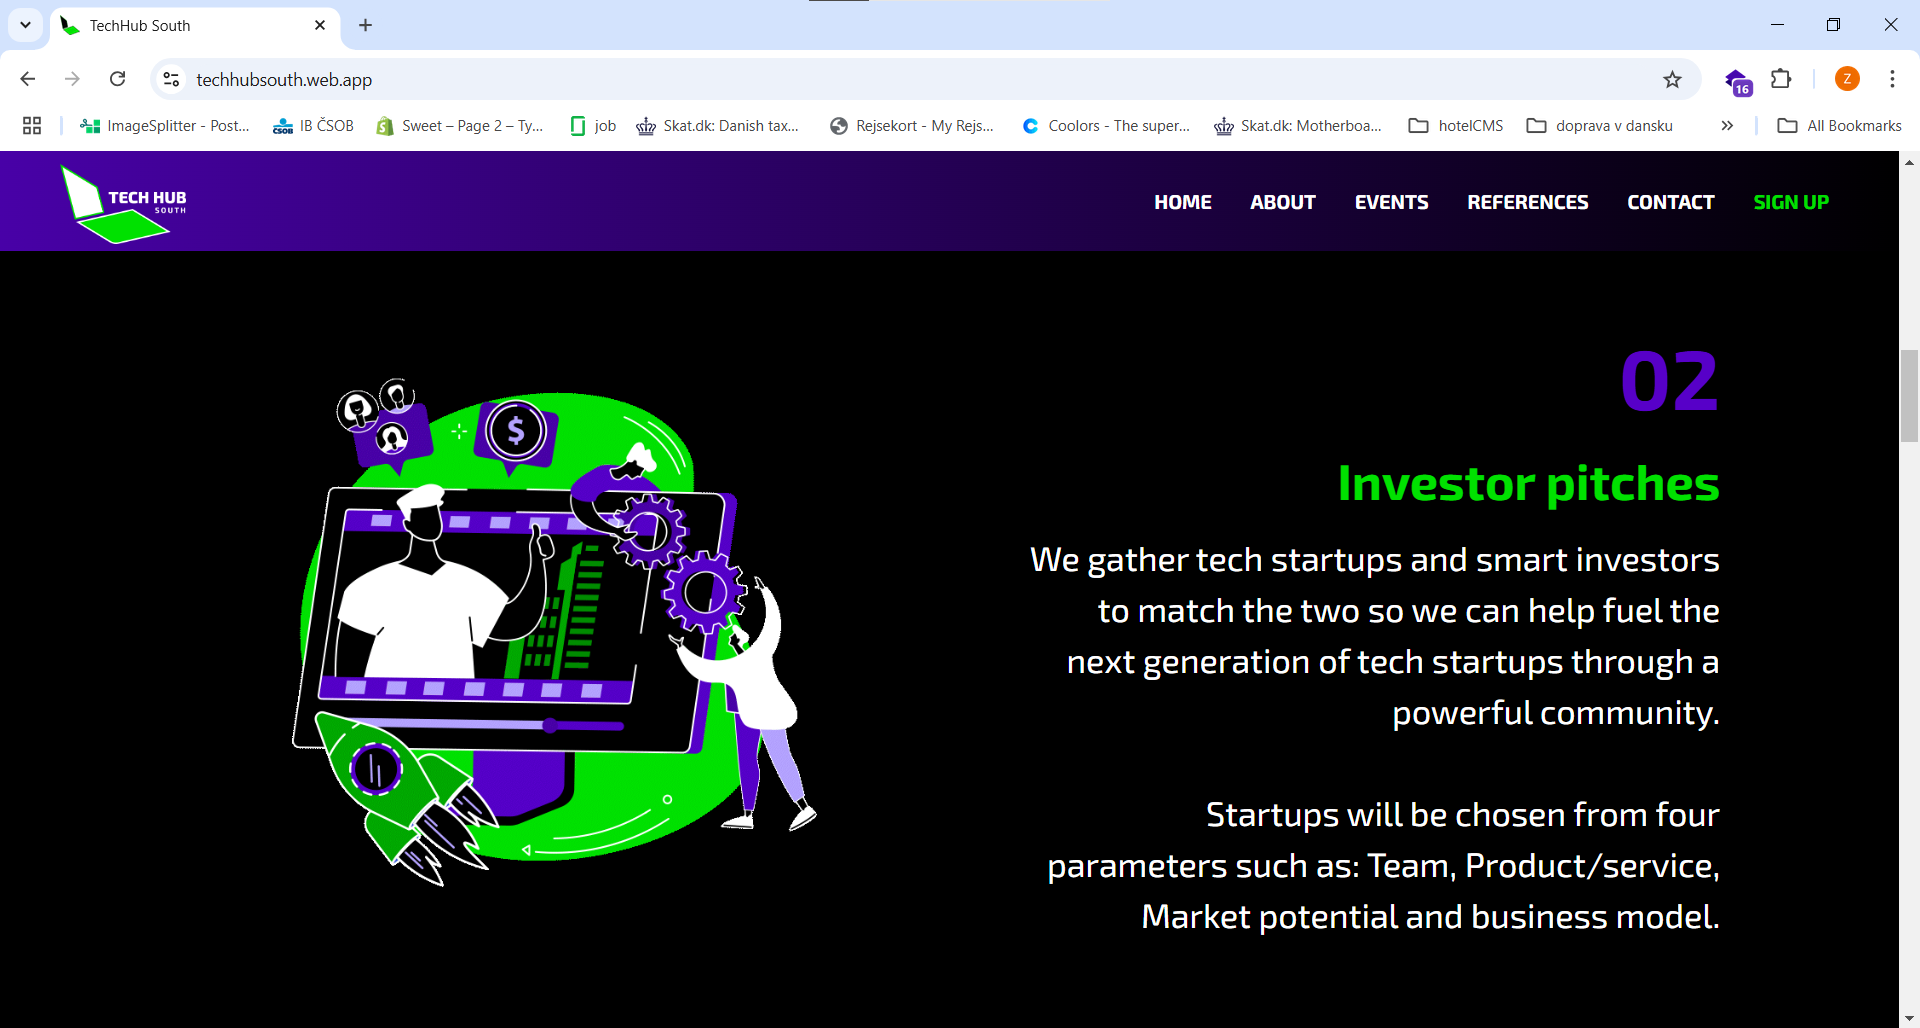 TechHub South
techhubsouth.web.app
16
Z
ImageSplitter - Post...
IB ČSOB
Sweet – Page 2 – Ty...
job
Skat.dk: Danish tax...
Rejsekort - My Rejs...
Coolors - The super...
Skat.dk: Motherboa...
hotelCMS
doprava v dansku
All Bookmarks
TECH HUB
SOUTH
HOME
ABOUT
EVENTS
REFERENCES
CONTACT
SIGN UP
$
02
Investor pitches
We gather tech startups and smart investors
to match the two so we can help fuel the
next generation of tech startups through a
powerful community.
Startups will be chosen from four
parameters such as: Team, Product/service,
Market potential and business model.